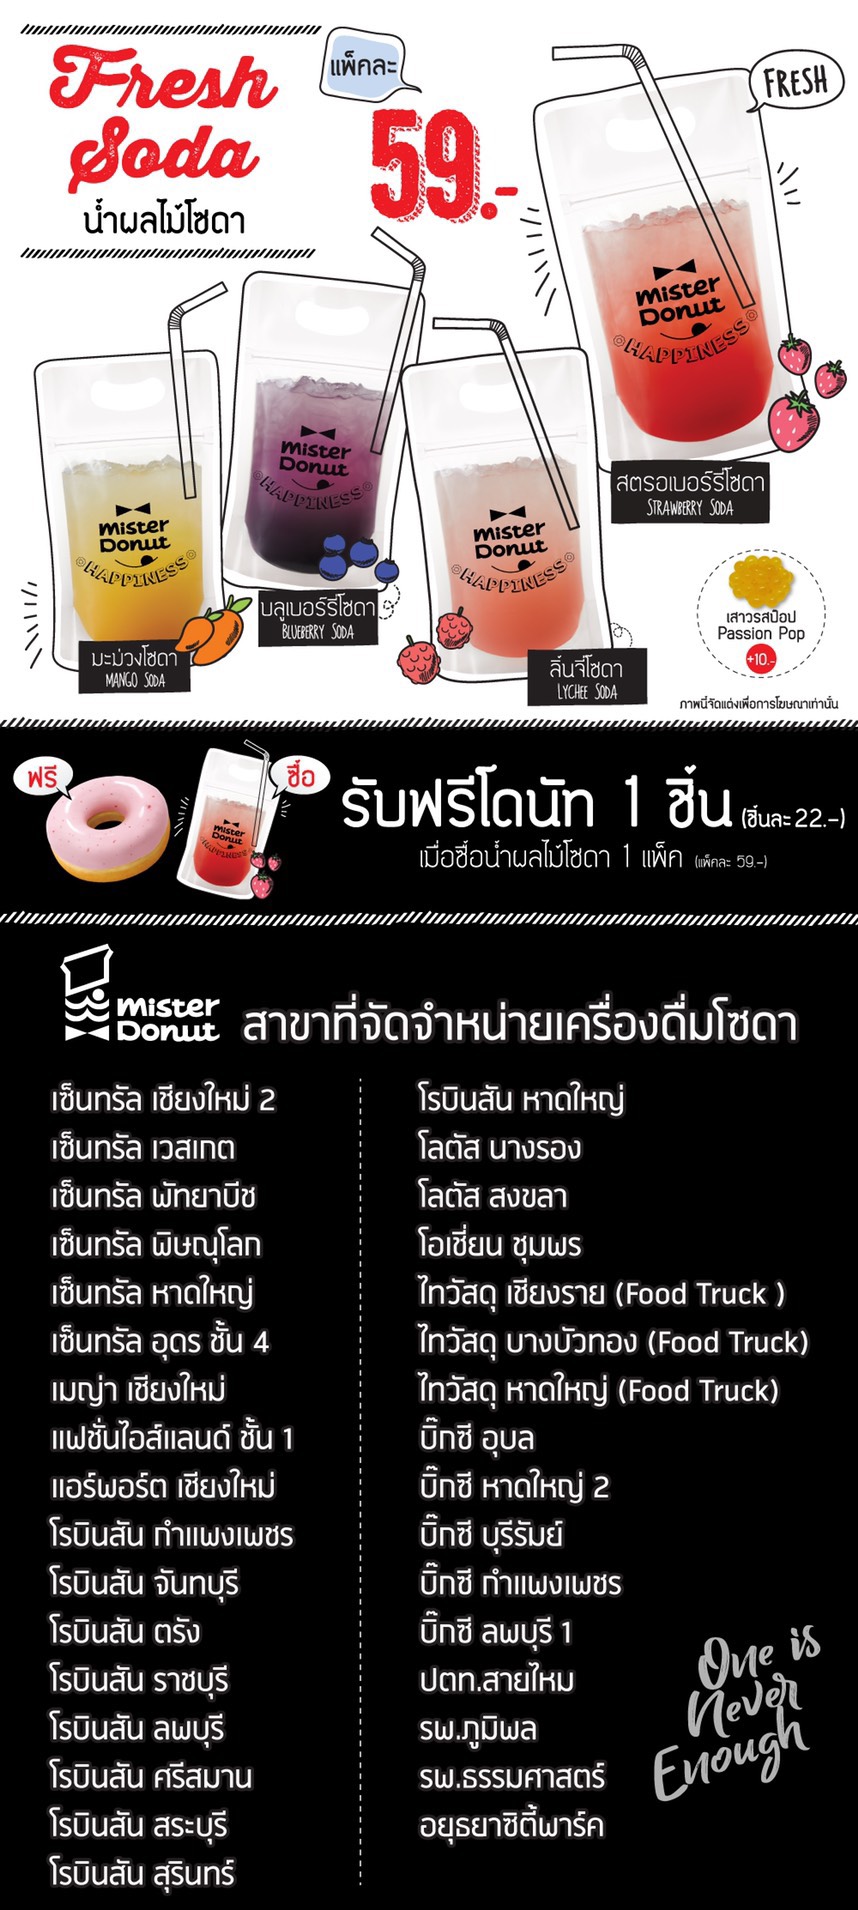 Fresh
Soda
น้ำผลไม้โซดา
แพ็คละ
59.-
FRESH
mister
Donut
HAPPINESS
สตรอเบอร์รี่โซดา
STRAWBERRY SODA
mister
Donut
HAPPINESS
บลูเบอร์รี่โซดา
BLUEBERRY SODA
mister
Donut
HAPPINESS
มะม่วงโซดา
MANGO SODA
mister
Donut
HAPPINESS
ลิ้นจี่โซดา
LYCHEE SODA
เสาวรสป๊อป
Passion Pop
+10.-
ภาพนี้จัดแต่งเพื่อการโฆษณาเท่านั้น
ฟรี
ซื้อ
mister
Donut
HAPPINESS
รับฟรีโดนัท 1 ชิ้น (ชิ้นละ 22.-)
เมื่อซื้อน้ำผลไม้โซดา 1 แพ็ค (แพ็คละ 59.-)
mister
Donut
สาขาที่จัดจำหน่ายเครื่องดื่มโซดา
เซ็นทรัล เชียงใหม่ 2
เซ็นทรัล เวสเกต
เซ็นทรัล พัทยาบีช
เซ็นทรัล พิษณุโลก
เซ็นทรัล หาดใหญ่
เซ็นทรัล อุดร ชั้น 4
เมญ่า เชียงใหม่
แฟชั่นไอส์แลนด์ ชั้น 1
แอร์พอร์ต เชียงใหม่
โรบินสัน กำแพงเพชร
โรบินสัน จันทบุรี
โรบินสัน ตรัง
โรบินสัน ราชบุรี
โรบินสัน ลพบุรี
โรบินสัน ศรีสมาน
โรบินสัน สระบุรี
โรบินสัน สุรินทร์
โรบินสัน หาดใหญ่
โลตัส นางรอง
โลตัส สงขลา
โอเชี่ยน ชุมพร
ไทวัสดุ เชียงราย (Food Truck )
ไทวัสดุ บางบัวทอง (Food Truck)
ไทวัสดุ หาดใหญ่ (Food Truck)
บิ๊กซี อุบล
บิ๊กซี หาดใหญ่ 2
บิ๊กซี บุรีรัมย์
บิ๊กซี กำแพงเพชร
บิ๊กซี ลพบุรี 1
ปตท.สายไหม
รพ.ภูมิพล
รพ.ธรรมศาสตร์
อยุธยาซิตี้พาร์ค
One is
Never
Enough